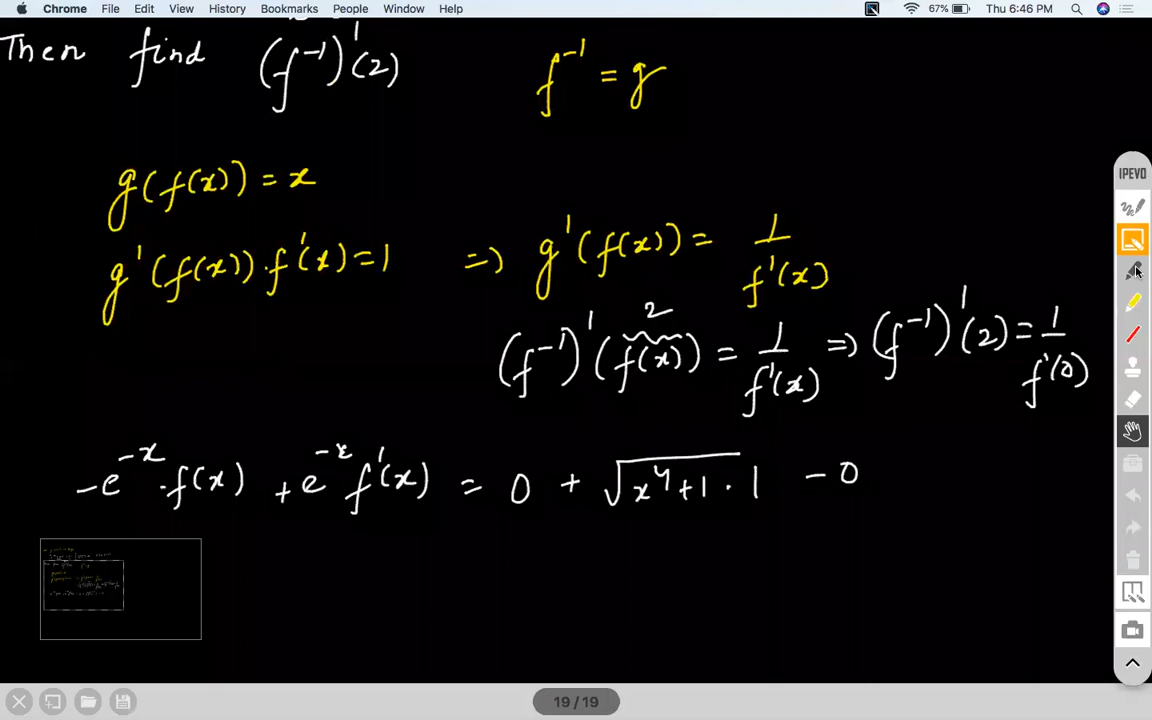 Chrome File Edit View History Bookmarks People Window Help 67% Thu 6:46 PM
Then find (f⁻¹)'(2) f⁻¹ = g
g(f(x)) = x
g'(f(x))·f'(x)=1 ⇒ g'(f(x)) = 1/f'(x)
2
(f⁻¹)'(f(x)) = 1/f'(x) ⇒ (f⁻¹)'(2) = 1/f'(0)
-e⁻ˣ·f(x) + e⁻ˣ f'(x) = 0 + √(x⁴+1)·1 - 0
IPEVO
19 / 19